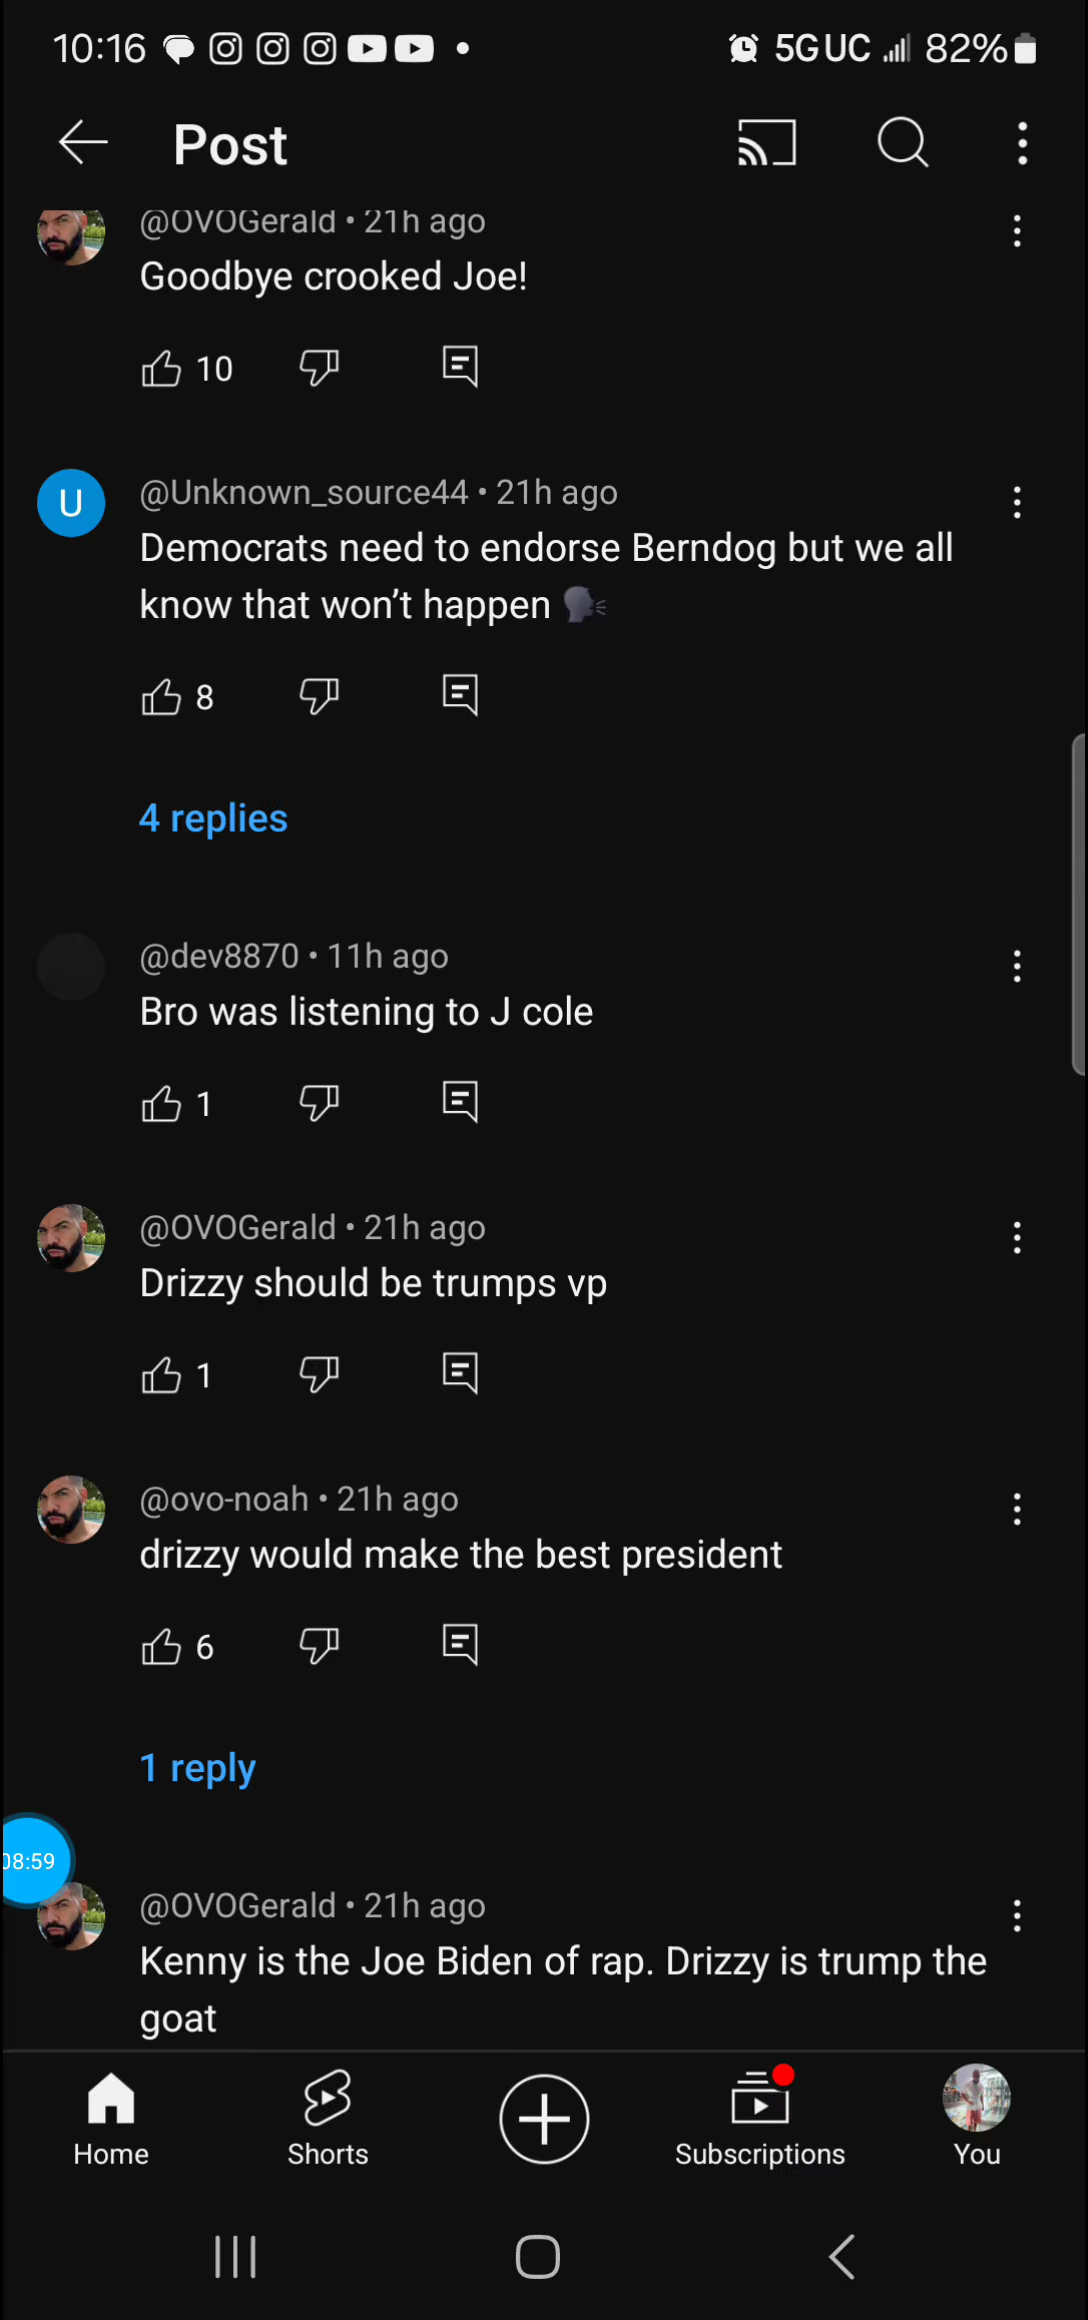 10:16
5G UC
82%
Post
@OVOGerald • 21h ago
Goodbye crooked Joe!
10
U
@Unknown_source44 • 21h ago
Democrats need to endorse Berndog but we all
know that won’t happen 🗣
8
4 replies
@dev8870 • 11h ago
Bro was listening to J cole
1
@OVOGerald • 21h ago
Drizzy should be trumps vp
1
@ovo-noah • 21h ago
drizzy would make the best president
6
1 reply
08:59
@OVOGerald • 21h ago
Kenny is the Joe Biden of rap. Drizzy is trump the
goat
Home
Shorts
Subscriptions
You